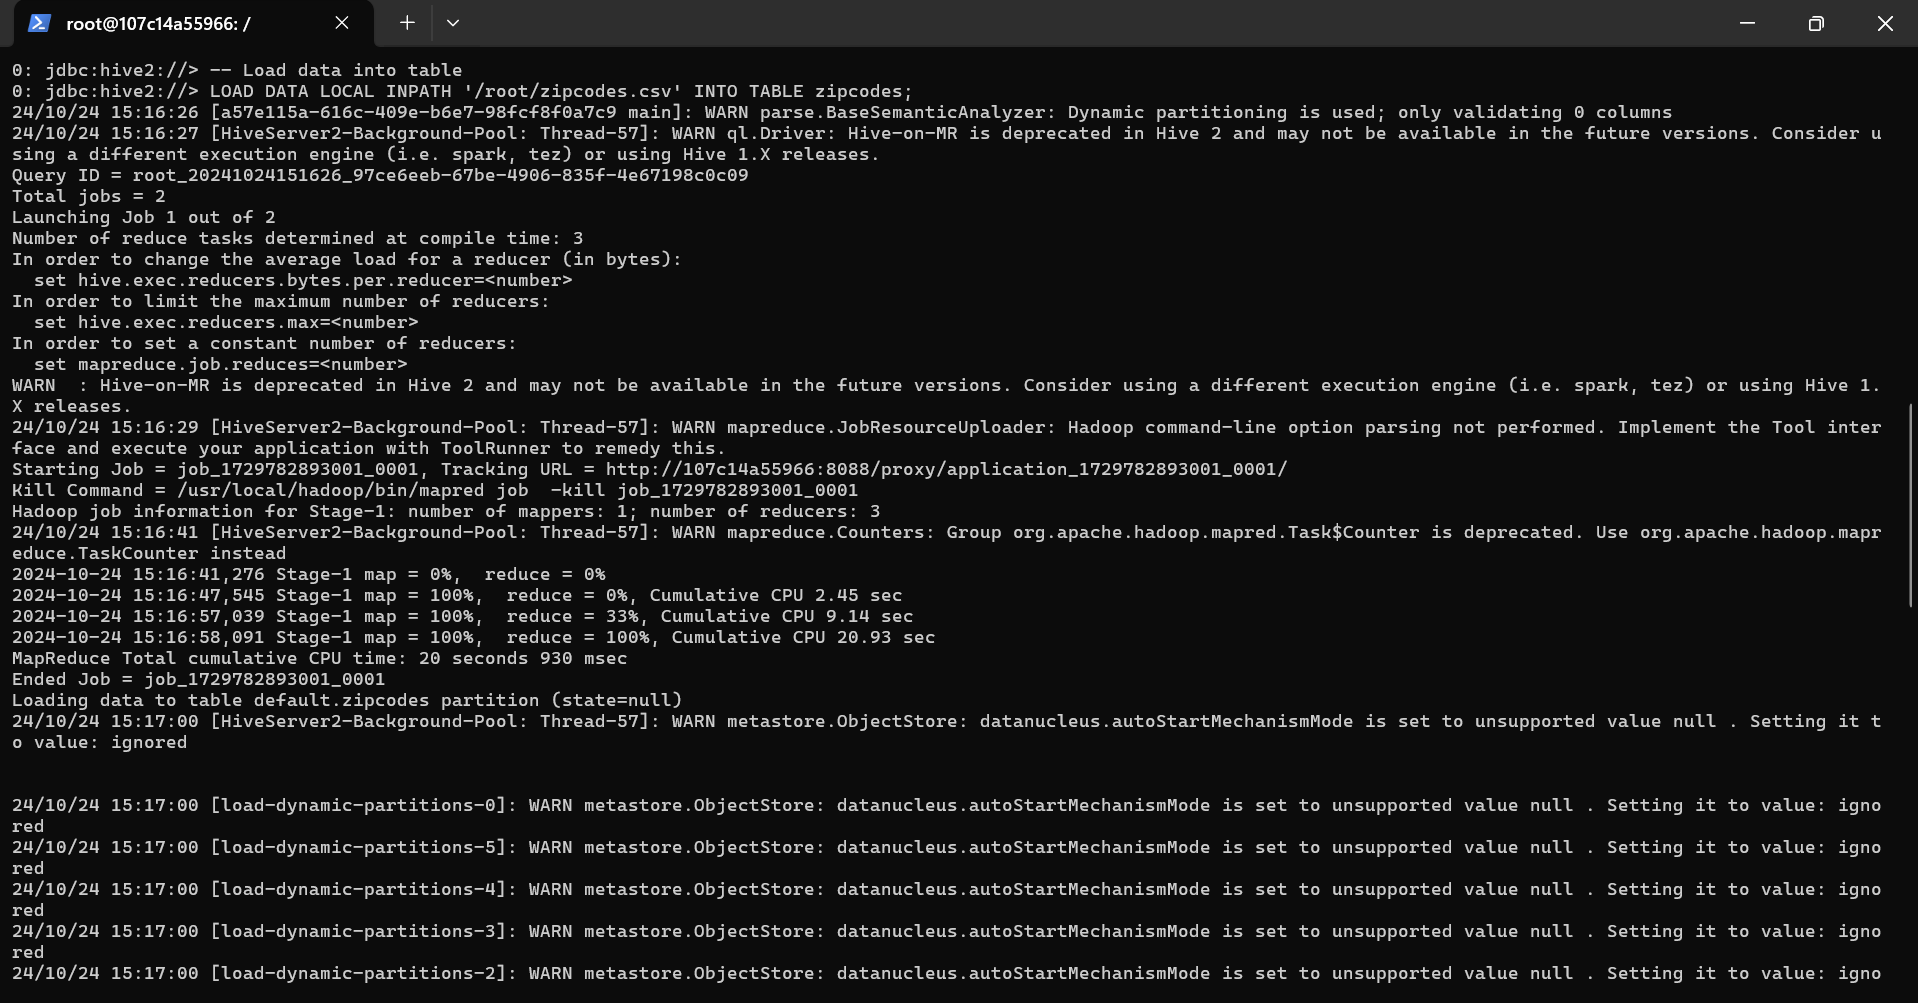 root@107c14a55966: /
0: jdbc:hive2://> -- Load data into table
0: jdbc:hive2://> LOAD DATA LOCAL INPATH '/root/zipcodes.csv' INTO TABLE zipcodes;
24/10/24 15:16:26 [a57e115a-616c-409e-b6e7-98fcf8f0a7c9 main]: WARN parse.BaseSemanticAnalyzer: Dynamic partitioning is used; only validating 0 columns
24/10/24 15:16:27 [HiveServer2-Background-Pool: Thread-57]: WARN ql.Driver: Hive-on-MR is deprecated in Hive 2 and may not be available in the future versions. Consider u
sing a different execution engine (i.e. spark, tez) or using Hive 1.X releases.
Query ID = root_20241024151626_97ce6eeb-67be-4906-835f-4e67198c0c09
Total jobs = 2
Launching Job 1 out of 2
Number of reduce tasks determined at compile time: 3
In order to change the average load for a reducer (in bytes):
  set hive.exec.reducers.bytes.per.reducer=<number>
In order to limit the maximum number of reducers:
  set hive.exec.reducers.max=<number>
In order to set a constant number of reducers:
  set mapreduce.job.reduces=<number>
WARN  : Hive-on-MR is deprecated in Hive 2 and may not be available in the future versions. Consider using a different execution engine (i.e. spark, tez) or using Hive 1.
X releases.
24/10/24 15:16:29 [HiveServer2-Background-Pool: Thread-57]: WARN mapreduce.JobResourceUploader: Hadoop command-line option parsing not performed. Implement the Tool inter
face and execute your application with ToolRunner to remedy this.
Starting Job = job_1729782893001_0001, Tracking URL = http://107c14a55966:8088/proxy/application_1729782893001_0001/
Kill Command = /usr/local/hadoop/bin/mapred job  -kill job_1729782893001_0001
Hadoop job information for Stage-1: number of mappers: 1; number of reducers: 3
24/10/24 15:16:41 [HiveServer2-Background-Pool: Thread-57]: WARN mapreduce.Counters: Group org.apache.hadoop.mapred.Task$Counter is deprecated. Use org.apache.hadoop.mapr
educe.TaskCounter instead
2024-10-24 15:16:41,276 Stage-1 map = 0%,  reduce = 0%
2024-10-24 15:16:47,545 Stage-1 map = 100%,  reduce = 0%, Cumulative CPU 2.45 sec
2024-10-24 15:16:57,039 Stage-1 map = 100%,  reduce = 33%, Cumulative CPU 9.14 sec
2024-10-24 15:16:58,091 Stage-1 map = 100%,  reduce = 100%, Cumulative CPU 20.93 sec
MapReduce Total cumulative CPU time: 20 seconds 930 msec
Ended Job = job_1729782893001_0001
Loading data to table default.zipcodes partition (state=null)
24/10/24 15:17:00 [HiveServer2-Background-Pool: Thread-57]: WARN metastore.ObjectStore: datanucleus.autoStartMechanismMode is set to unsupported value null . Setting it t
o value: ignored
24/10/24 15:17:00 [load-dynamic-partitions-0]: WARN metastore.ObjectStore: datanucleus.autoStartMechanismMode is set to unsupported value null . Setting it to value: igno
red
24/10/24 15:17:00 [load-dynamic-partitions-5]: WARN metastore.ObjectStore: datanucleus.autoStartMechanismMode is set to unsupported value null . Setting it to value: igno
red
24/10/24 15:17:00 [load-dynamic-partitions-4]: WARN metastore.ObjectStore: datanucleus.autoStartMechanismMode is set to unsupported value null . Setting it to value: igno
red
24/10/24 15:17:00 [load-dynamic-partitions-3]: WARN metastore.ObjectStore: datanucleus.autoStartMechanismMode is set to unsupported value null . Setting it to value: igno
red
24/10/24 15:17:00 [load-dynamic-partitions-2]: WARN metastore.ObjectStore: datanucleus.autoStartMechanismMode is set to unsupported value null . Setting it to value: igno